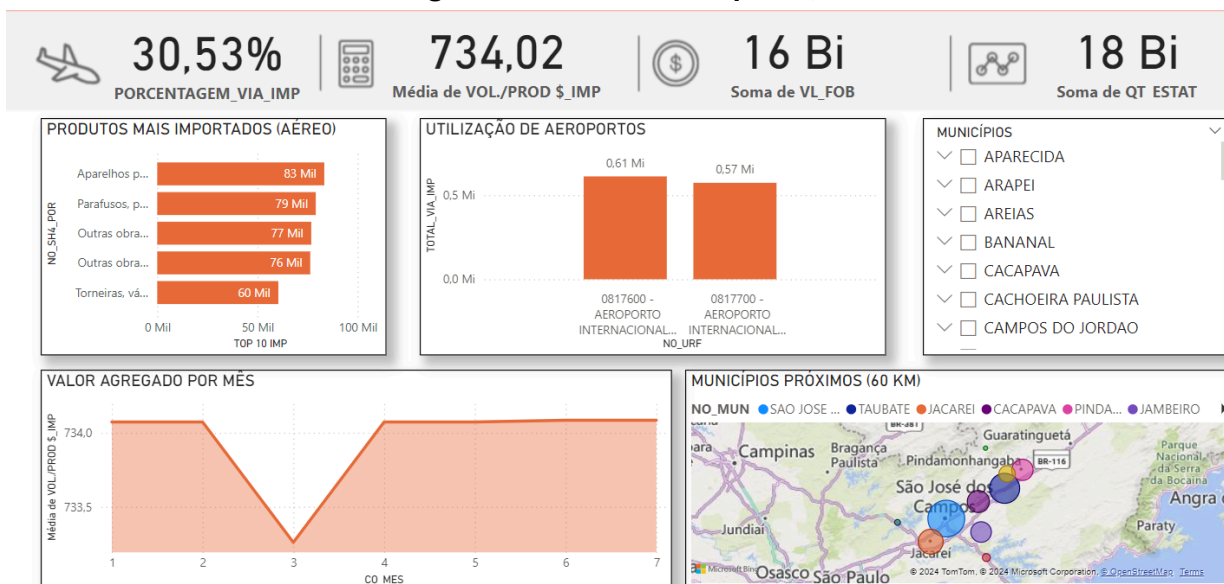 30,53%
PORCENTAGEM_VIA_IMP
734,02
Média de VOL./PROD $_IMP
16 Bi
Soma de VL_FOB
18 Bi
Soma de QT ESTAT
PRODUTOS MAIS IMPORTADOS (AÉREO)
NO_SH4_POR
Aparelhos p...
83 Mil
Parafusos, p...
79 Mil
Outras obra...
77 Mil
Outras obra...
76 Mil
Torneiras, vá...
60 Mil
0 Mil
50 Mil
100 Mil
TOP 10 IMP
UTILIZAÇÃO DE AEROPORTOS
TOTAL_VIA_IMP
0,61 Mi
0,57 Mi
0,5 Mi
0,0 Mi
0817600 -
AEROPORTO
INTERNACIONAL...
0817700 -
AEROPORTO
INTERNACIONAL...
NO_URF
MUNICÍPIOS
APARECIDA
ARAPEI
AREIAS
BANANAL
CACAPAVA
CACHOEIRA PAULISTA
CAMPOS DO JORDAO
VALOR AGREGADO POR MÊS
Média de VOL./PROD $_IMP
734,0
733,5
1 2 3 4 5 6 7
CO_MES
MUNICÍPIOS PRÓXIMOS (60 KM)
NO_MUN SAO JOSE ... TAUBATE JACAREI CACAPAVA PINDA... JAMBEIRO
BR-381
Guaratinguetá
Campinas
Bragança
Paulista
Pindamonhangaba
BR-116
Parque
Nacional
da Serra
da Bocaina
São José dos
Campos
Angra
Paraty
Jundiaí
Jacareí
Microsoft Bing
Osasco
São Paulo
© 2024 TomTom, © 2024 Microsoft Corporation, © OpenStreetMap Terms